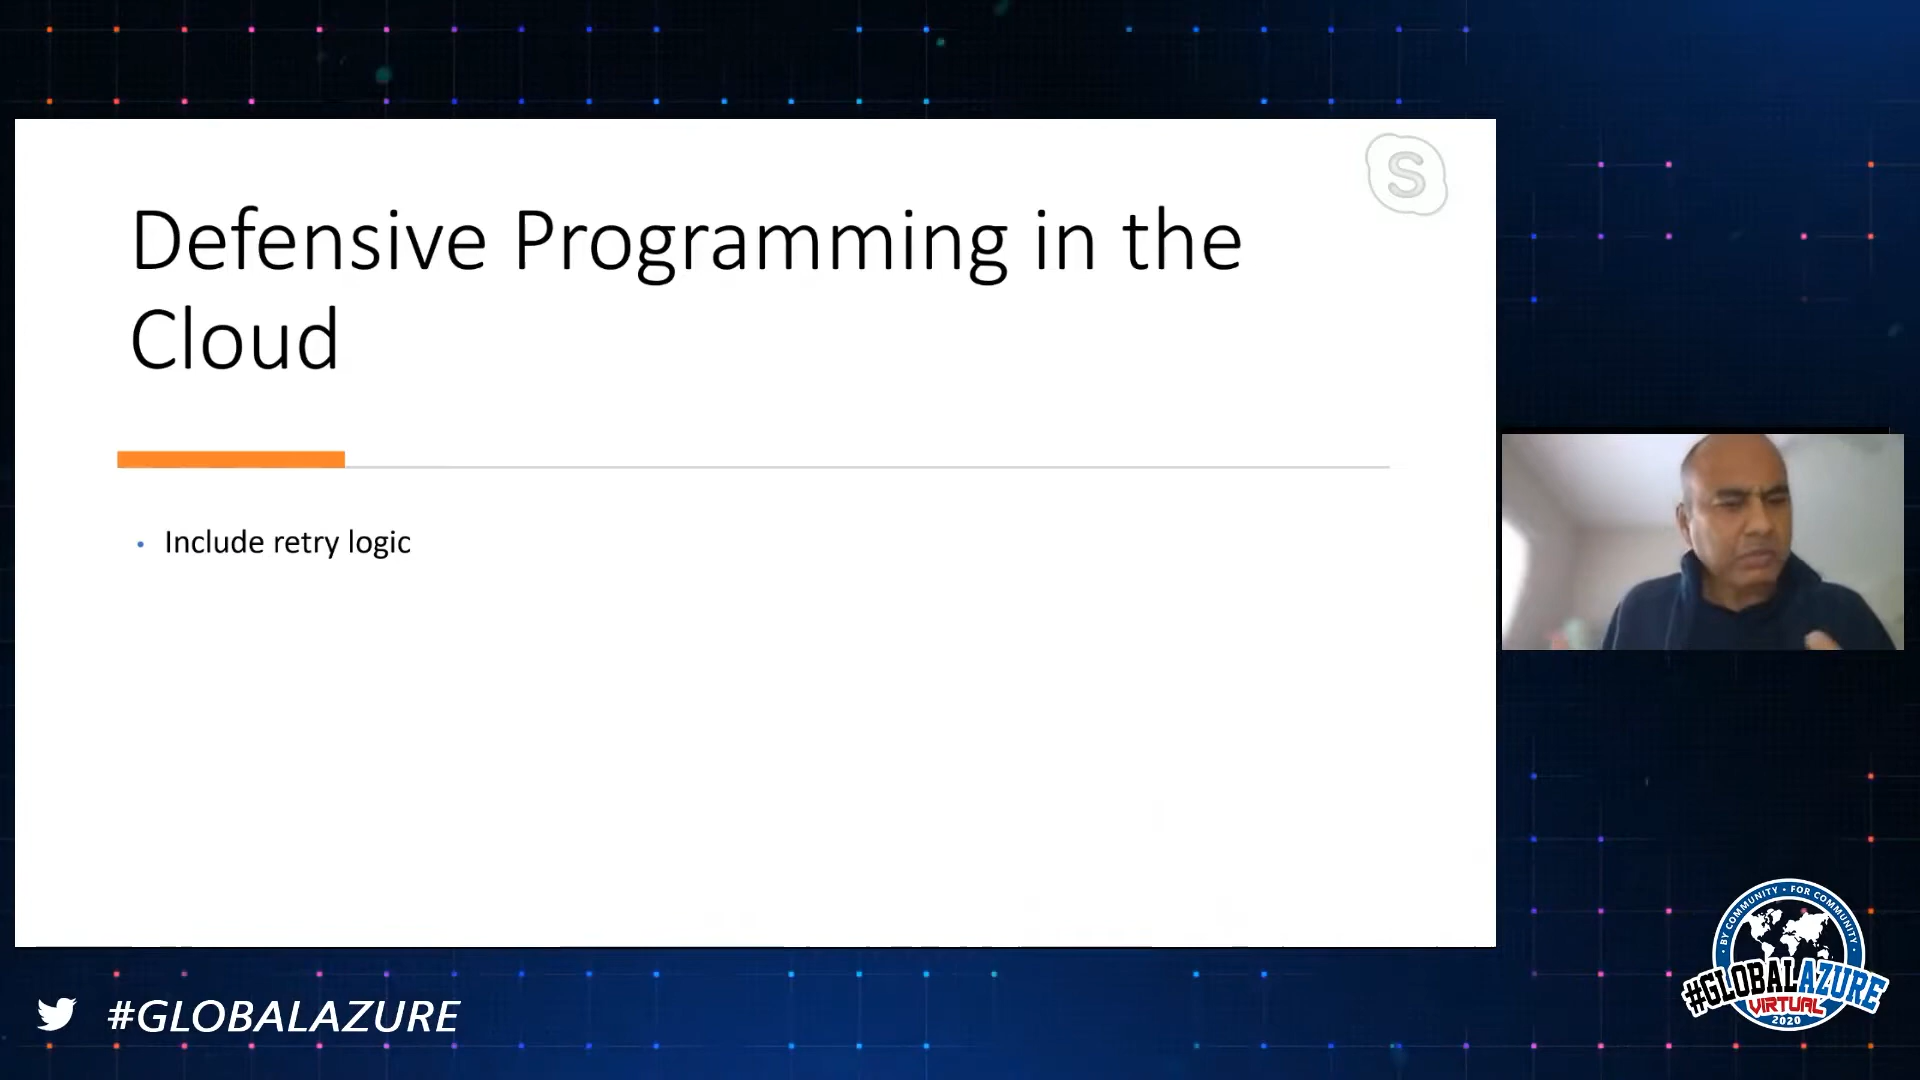 S
Defensive Programming in the
Cloud
• Include retry logic
#GLOBALAZURE
• BY COMMUNITY • FOR COMMUNITY •
#GLOBALAZURE
VIRTUAL
2020